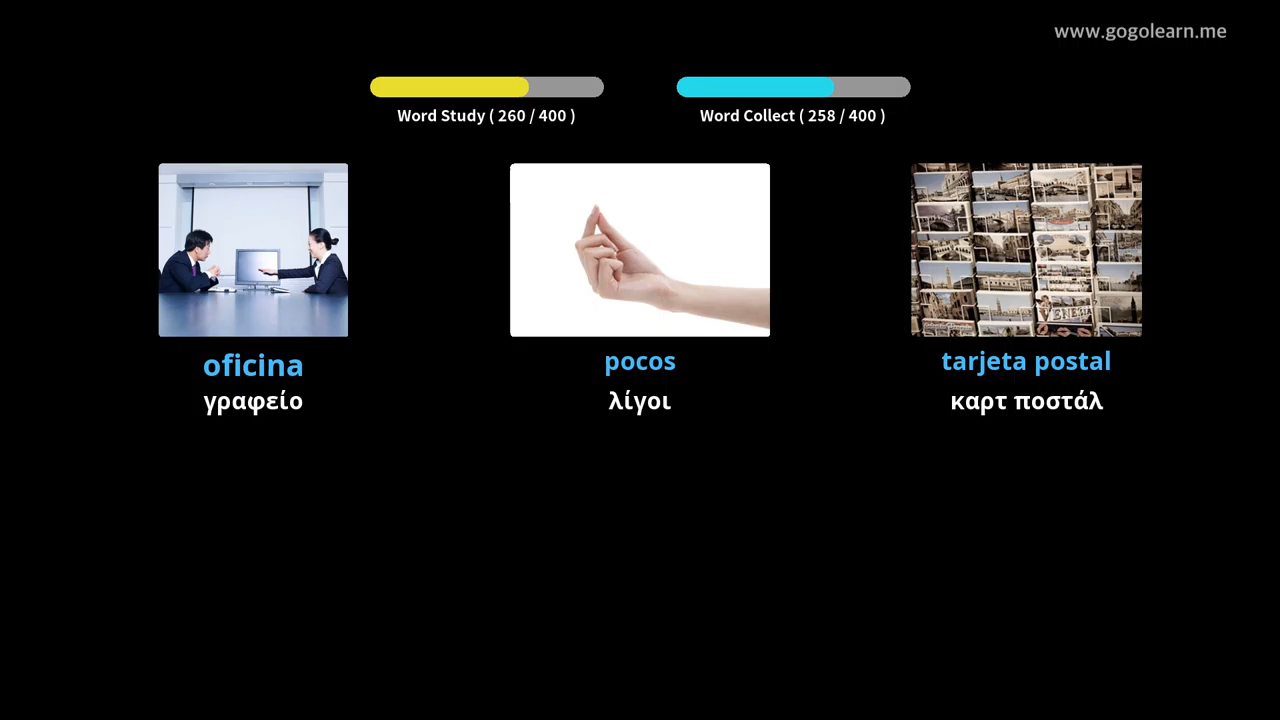 www.gogolearn.me
Word Study ( 260 / 400 )
Word Collect ( 258 / 400 )
VENEZIA
oficina
pocos
tarjeta postal
γραφείο
λίγοι
καρτ ποστάλ